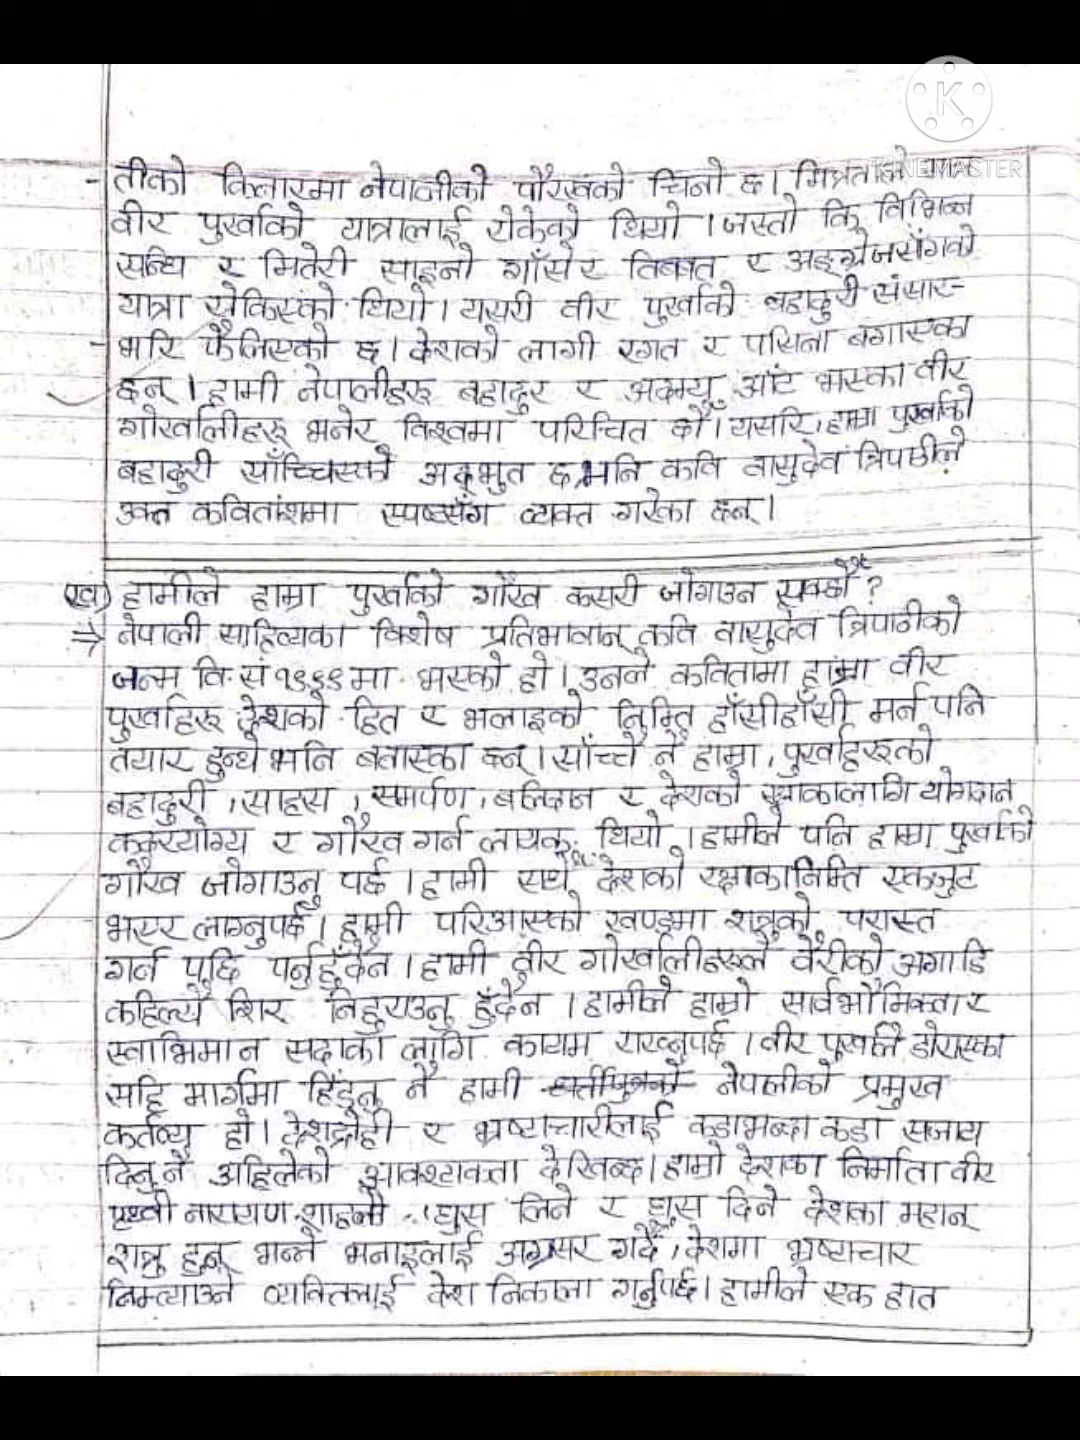 K
KINEMASTER
- तीको किनारमा नेपालीको पौरखको चिनो छ। मित्रताले मात्र
वीर पुर्खाको यात्रालाई रोकेको थियो । जस्तो कि विभिन्न
सन्धि र मितेरी साइनो गाँसेर तिब्बत र अङ्ग्रेजसँगको
यात्रा रोकिएको थियो। यसरी वीर पुर्खाको बहादुरी संसार-
- भरि फैलिएको छ। देशको लागी रगत र पसिना बगाएका
छन् । हामी नेपालीहरू बहादुर र अदम्य आँट भएका वीर
गोर्खालीहरू भनेर विश्वमा परिचित छौँ। यसरि, हाम्रा पुर्खाको
बहादुरी साँच्चिएको अद्भुत छ भनि कवि वासुदेव त्रिपाठीले
उक्त कवितांशमा स्पष्टसँग व्यक्त गरेका छन् ।
ख) हामीले हाम्रा पुर्खाको गौरव कसरी जोगाउन सक्छौँ ?
⇒ नेपाली साहित्यका विशेष प्रतिभावान् कवि वासुदेव त्रिपाठीको
जन्म वि.सं १९९९ मा भएको हो । उनले कवितामा हाम्रा वीर
पुर्खाहरू देशको हित र भलाइको निम्ति हाँसीहाँसी मर्न पनि
तयार हुन्थे भनि बताएका छन् । साँच्चै नै हाम्रा पुर्खाहरूको
बहादुरी , साहस , समर्पण , बलिदान र देशको रक्षाकालागि योगदान
कदरयोग्य र गौरव गर्न लायक थियो । हामीले पनि हाम्रा पुर्खाको
गौरव जोगाउनु पर्छ । हामी सधैँ देशको रक्षाकानिम्ति एकजुट
भएर लाग्नुपर्छ । हामी परिआएको खण्डमा शत्रुको परास्त
गर्न पछि पर्नुहुँदैन । हामी वीर गोर्खालीहरूले वैरीको अगाडि
कहिल्यै शिर निहुराउनु हुँदैन । हामीले हाम्रो सार्वभौमिकता र
स्वाभिमान सदाको लागि कायम राख्नुपर्छ । वीर पुर्खाले डोराएका
सहि मार्गमा हिँड्नु नै हामी नेपालीको प्रमुख
कर्तव्य हो। देशद्रोही र भ्रष्टाचारीलाई कडाभन्दा कडा सजाय
दिनु नै अहिलेको आवश्यकता देखिन्छ। हाम्रो देशका निर्माता वीर
पृथ्वी नारायण शाहले घुस लिने र घुस दिने देशका महान्
शत्रु हुन् भन्ने भनाइलाई अग्रसर गर्दै , देशमा भ्रष्टाचार
निम्त्याउने व्यक्तिलाई देश निकाला गर्नुपर्छ। हामीले एक हात